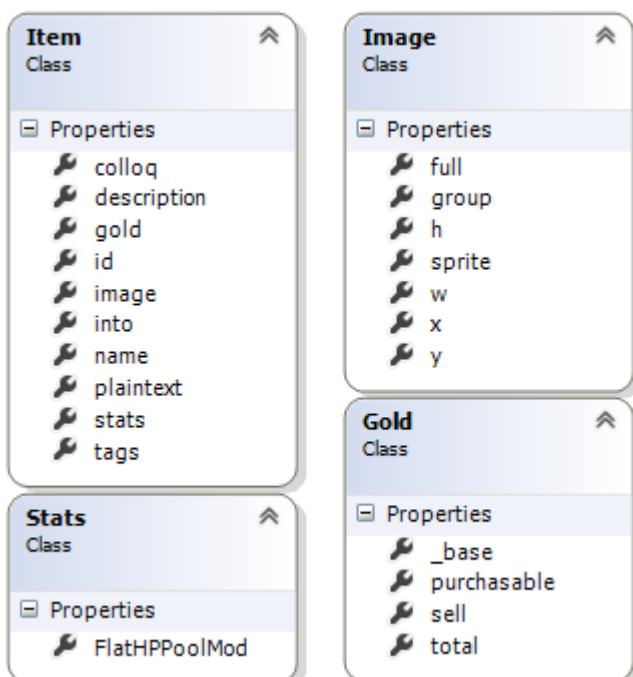 Item
Class
Properties
colloq
description
gold
id
image
into
name
plaintext
stats
tags
Stats
Class
Properties
FlatHPPoolMod
Image
Class
Properties
full
group
h
sprite
w
x
y
Gold
Class
Properties
_base
purchasable
sell
total